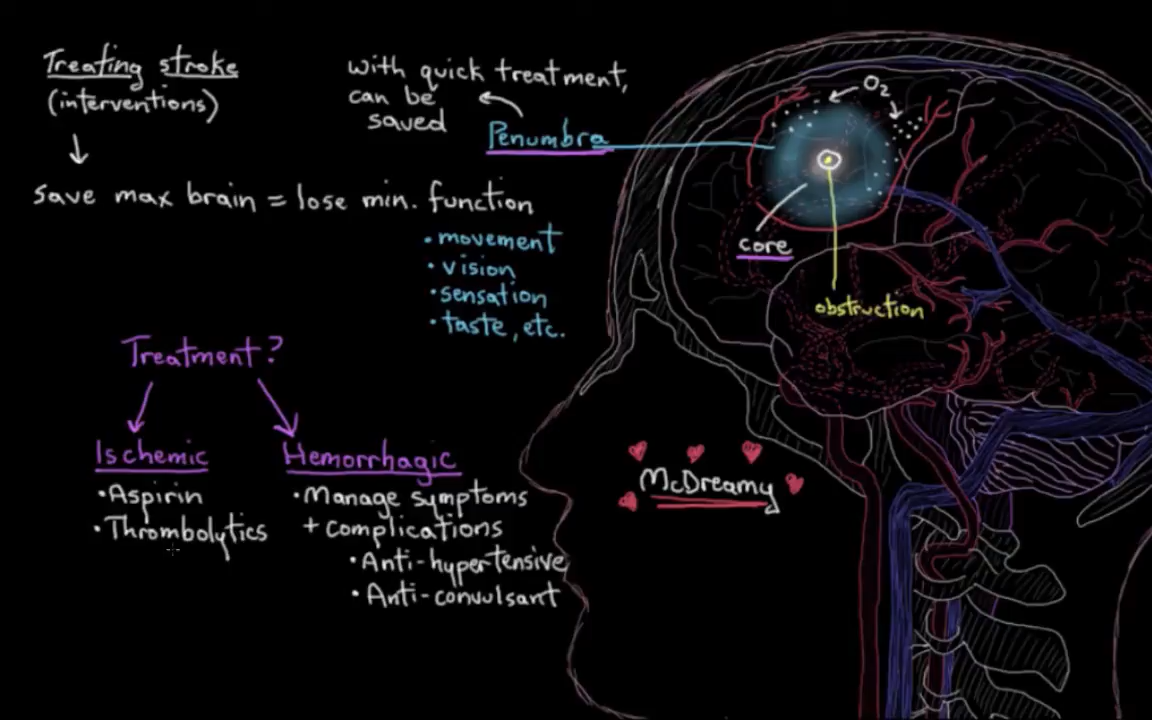 Treating stroke
(interventions)
with quick treatment,
can be
saved
Penumbra
O2
save max brain = lose min. function
• movement
• vision
• sensation
• taste, etc.
core
obstruction
Treatment?
Ischemic
• Aspirin
• Thrombolytics
Hemorrhagic
• Manage symptoms
+ complications
• Anti-hypertensive
• Anti-convulsant
McDreamy